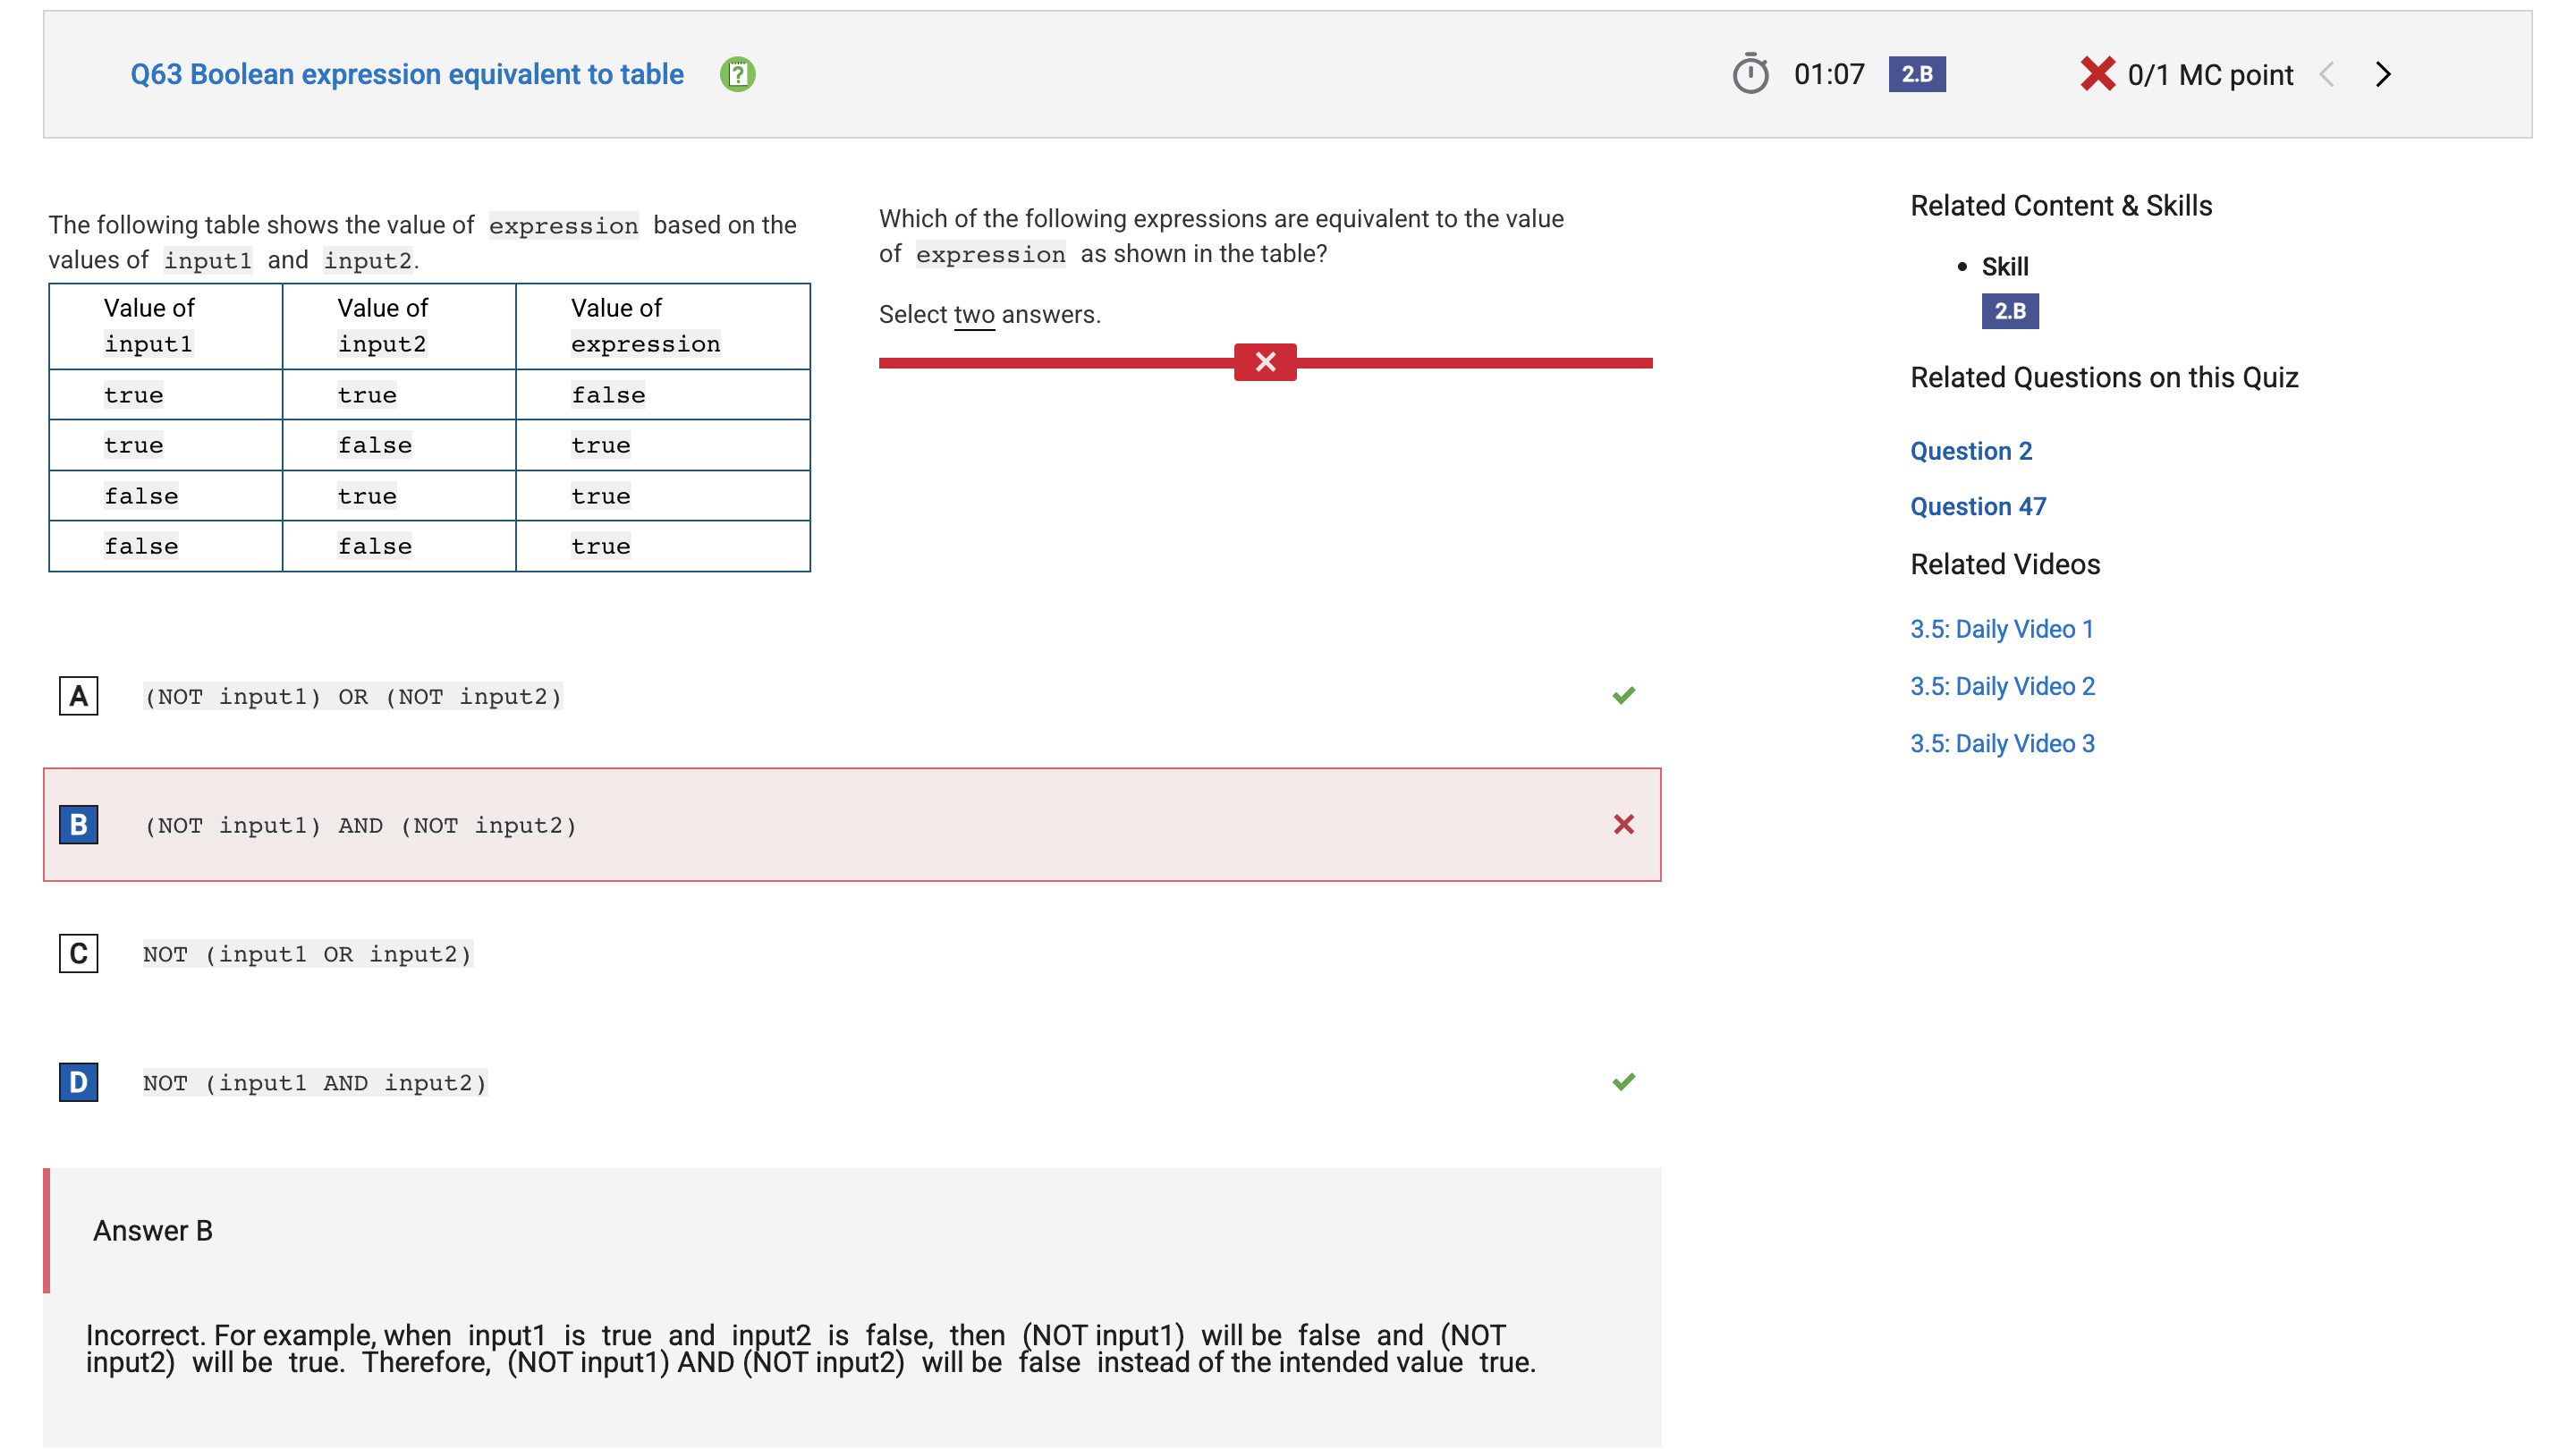 Q63 Boolean expression equivalent to table
01:07
2.B
0/1 MC point
The following table shows the value of expression based on the
values of input1 and input2.
Value of input1 Value of input2 Value of expression
true true false
true false true
false true true
false false true
Which of the following expressions are equivalent to the value
of expression as shown in the table?
Select two answers.
A (NOT input1) OR (NOT input2)
B (NOT input1) AND (NOT input2)
C NOT (input1 OR input2)
D NOT (input1 AND input2)
Answer B
Incorrect. For example, when input1 is true and input2 is false, then (NOT input1) will be false and (NOT
input2) will be true. Therefore, (NOT input1) AND (NOT input2) will be false instead of the intended value true.
Related Content & Skills
• Skill
2.B
Related Questions on this Quiz
Question 2
Question 47
Related Videos
3.5: Daily Video 1
3.5: Daily Video 2
3.5: Daily Video 3